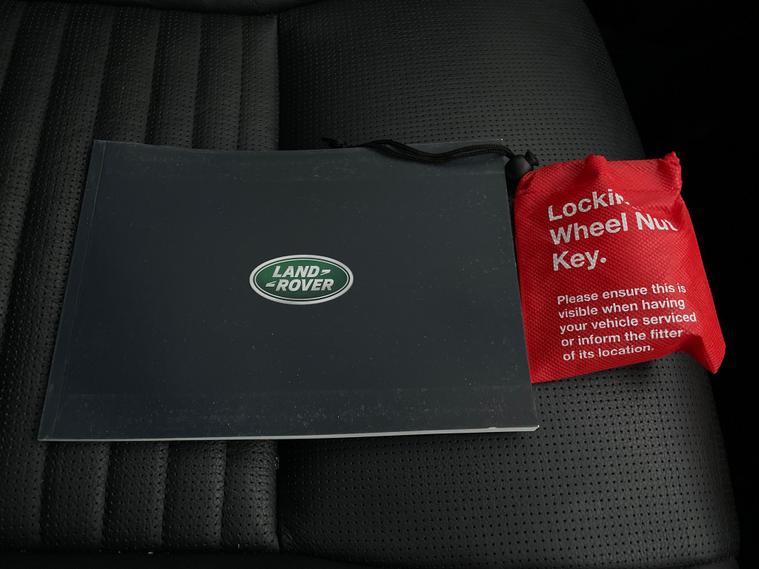 LAND
ROVER
Wheel Nut
Key.
Please ensure this is
visible when having
your vehicle serviced
or inform the fitter
of its location.